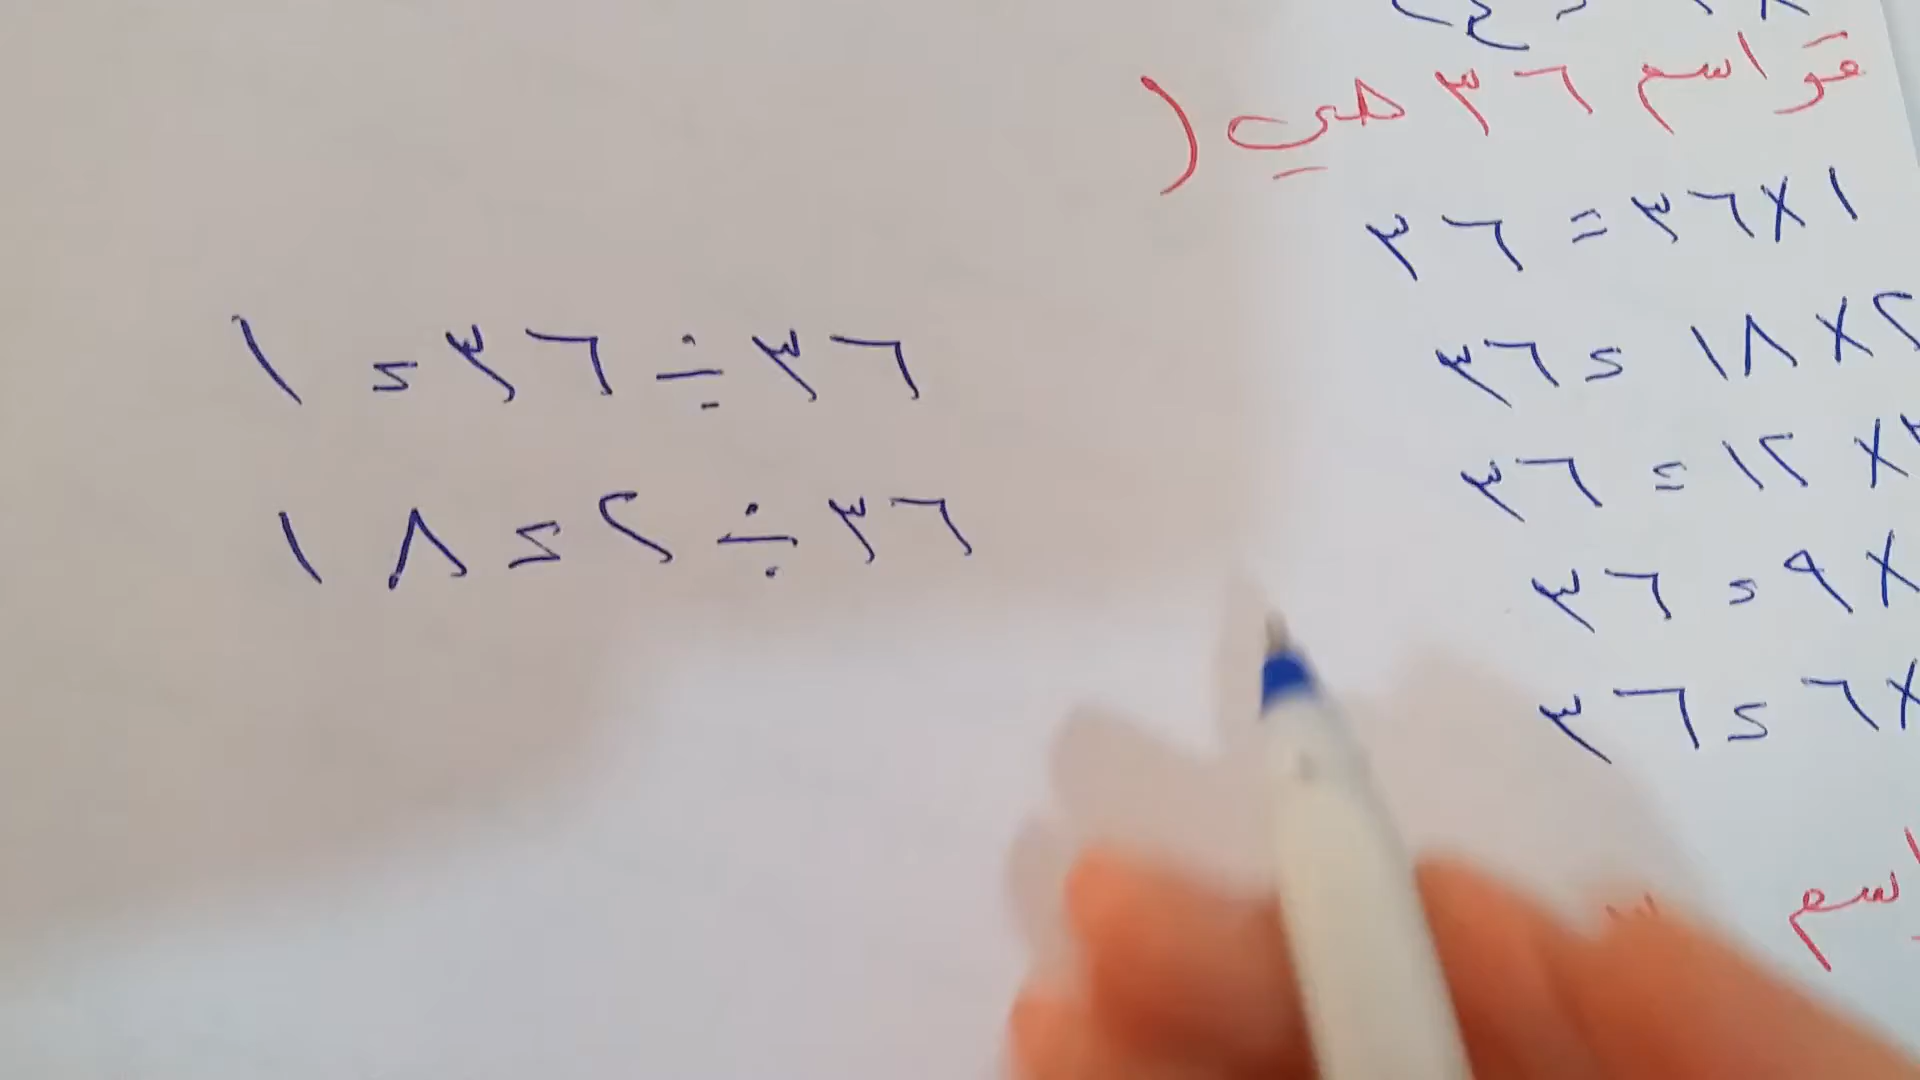 قواسم ٣٦ هي (
١ × ٣٦ = ٣٦
٢ × ١٨ = ٣٦
× ١٢ = ٣٦
× ٩ = ٣٦
× ٦ = ٣٦
٣٦ ÷ ٣٦ = ١
٣٦ ÷ ٢ = ١٨